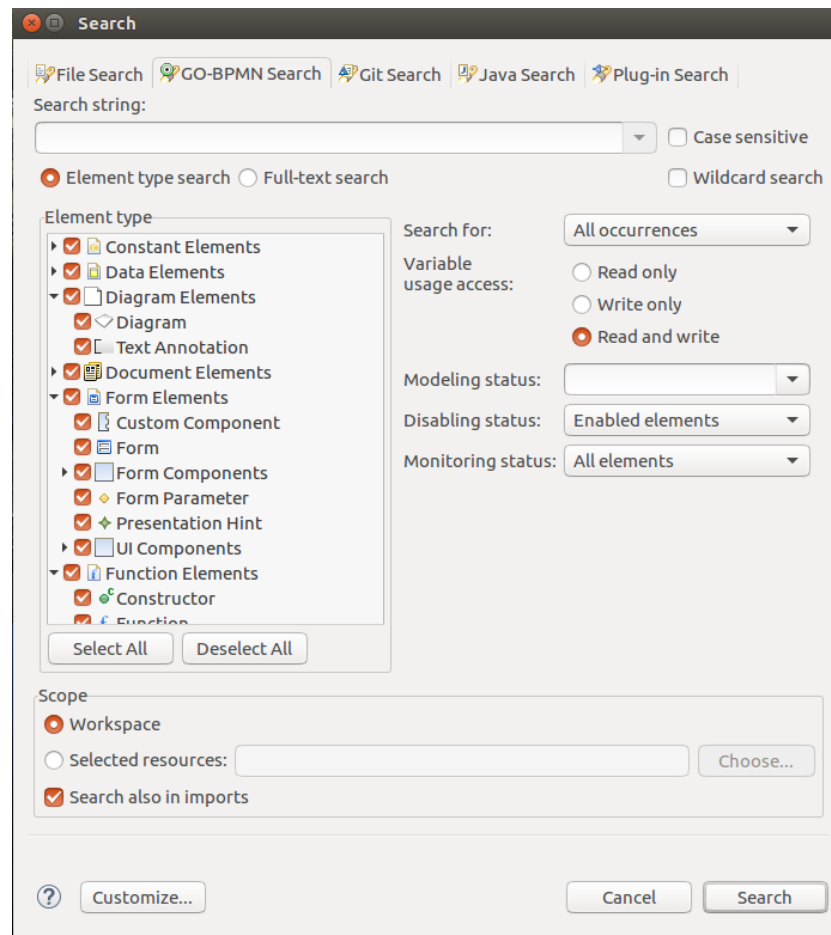 Search
File Search GO-BPMN Search Git Search Java Search Plug-in Search
Search string:
Case sensitive
Element type search Full-text search Wildcard search
Element type
Constant Elements
Data Elements
Diagram Elements
Diagram
Text Annotation
Document Elements
Form Elements
Custom Component
Form
Form Components
Form Parameter
Presentation Hint
UI Components
Function Elements
Constructor
Function
Select All Deselect All
Search for: All occurrences
Variable
usage access:
Read only
Write only
Read and write
Modeling status:
Disabling status: Enabled elements
Monitoring status: All elements
Scope
Workspace
Selected resources: Choose...
Search also in imports
Customize... Cancel Search